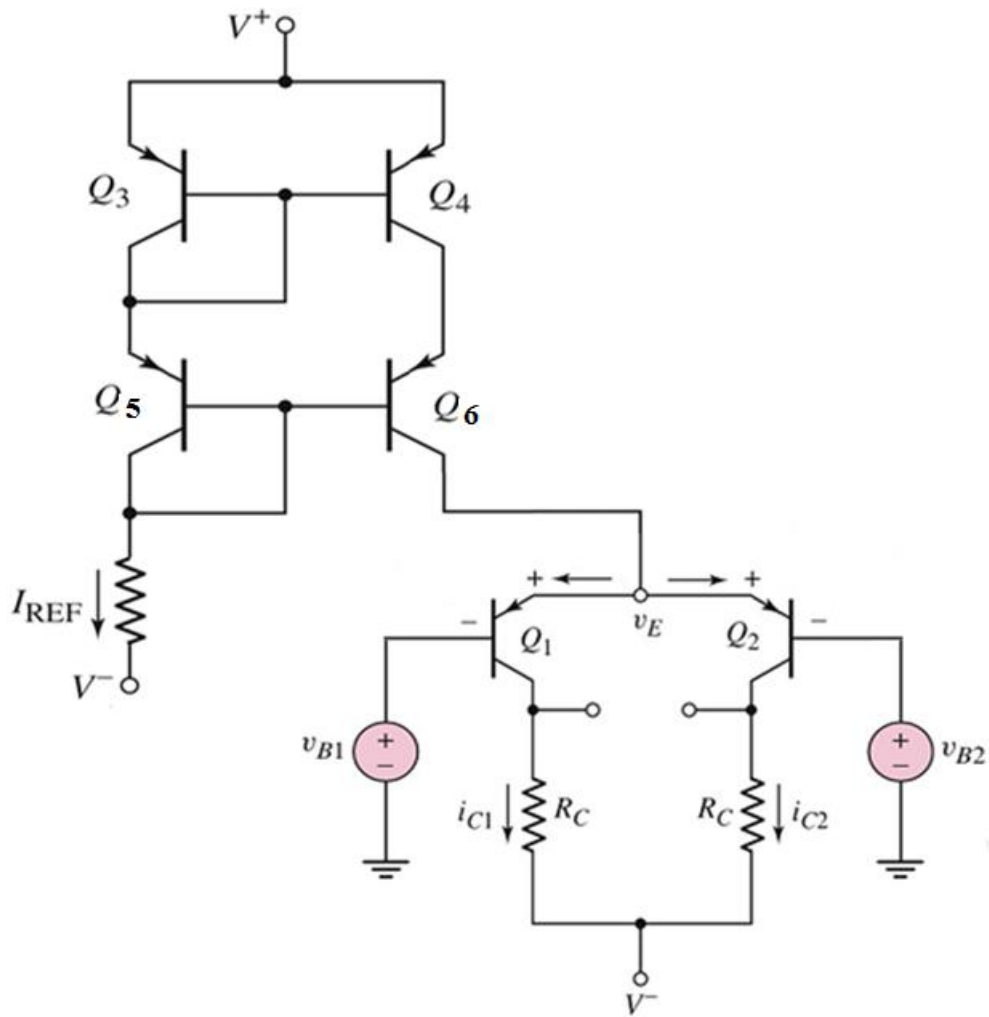 V+
Q3 Q4
Q5 Q6
IREF
V−
+ +
− vE −
Q1 Q2
vB1 + − + − vB2
iC1 RC RC iC2
V−